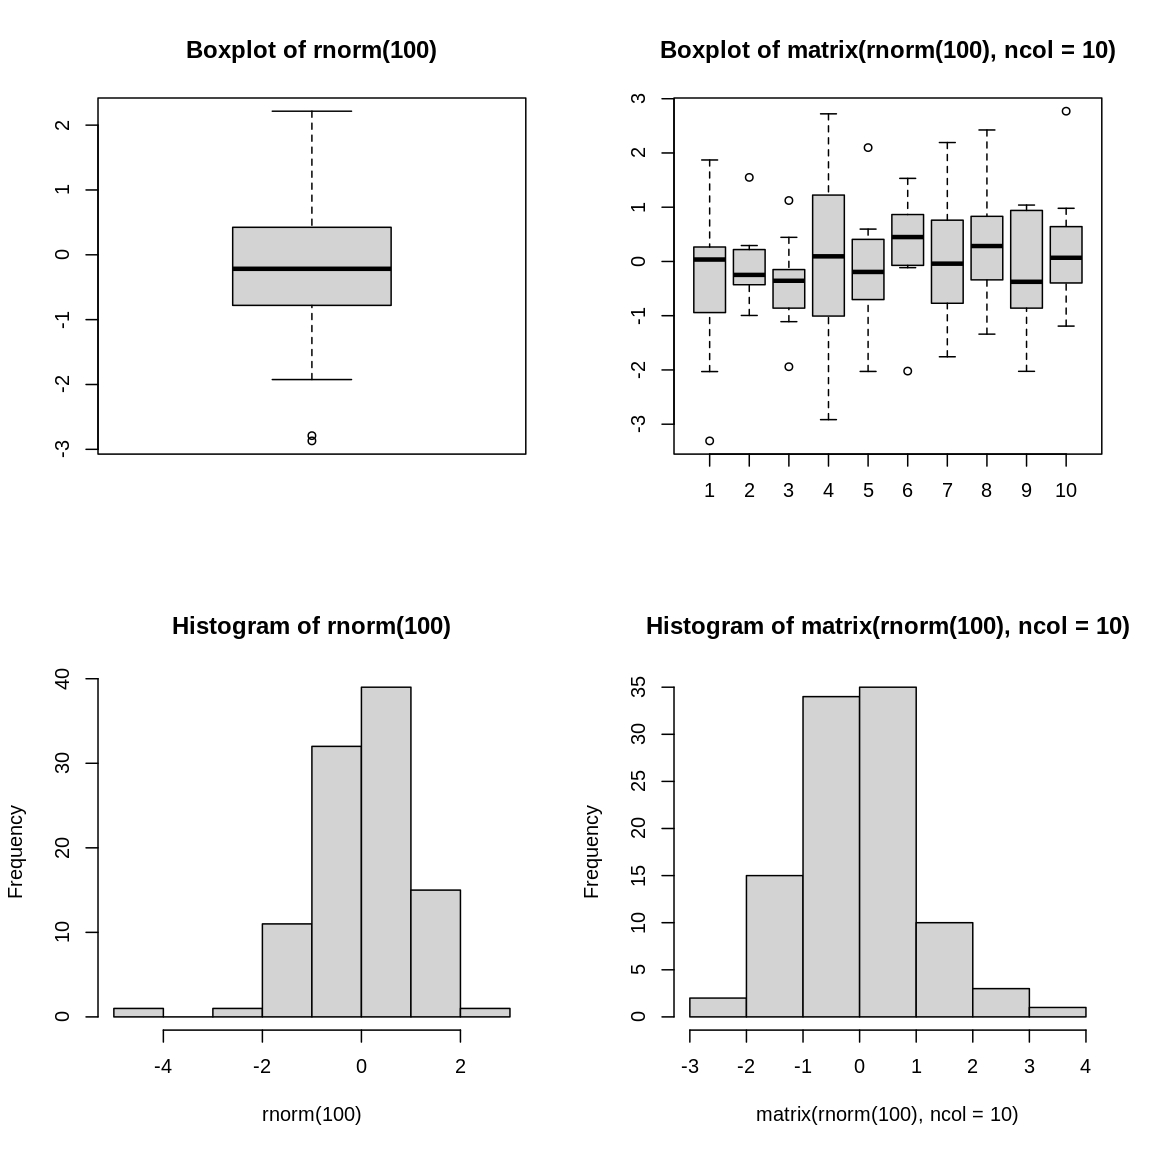 Boxplot of rnorm(100)
2
1
0
-1
-2
-3
Boxplot of matrix(rnorm(100), ncol = 10)
3
2
1
0
-1
-2
-3
1 2 3 4 5 6 7 8 9 10
Histogram of rnorm(100)
Frequency
40
30
20
10
0
-4 -2 0 2
rnorm(100)
Histogram of matrix(rnorm(100), ncol = 10)
Frequency
35
30
25
20
15
10
5
0
-3 -2 -1 0 1 2 3 4
matrix(rnorm(100), ncol = 10)